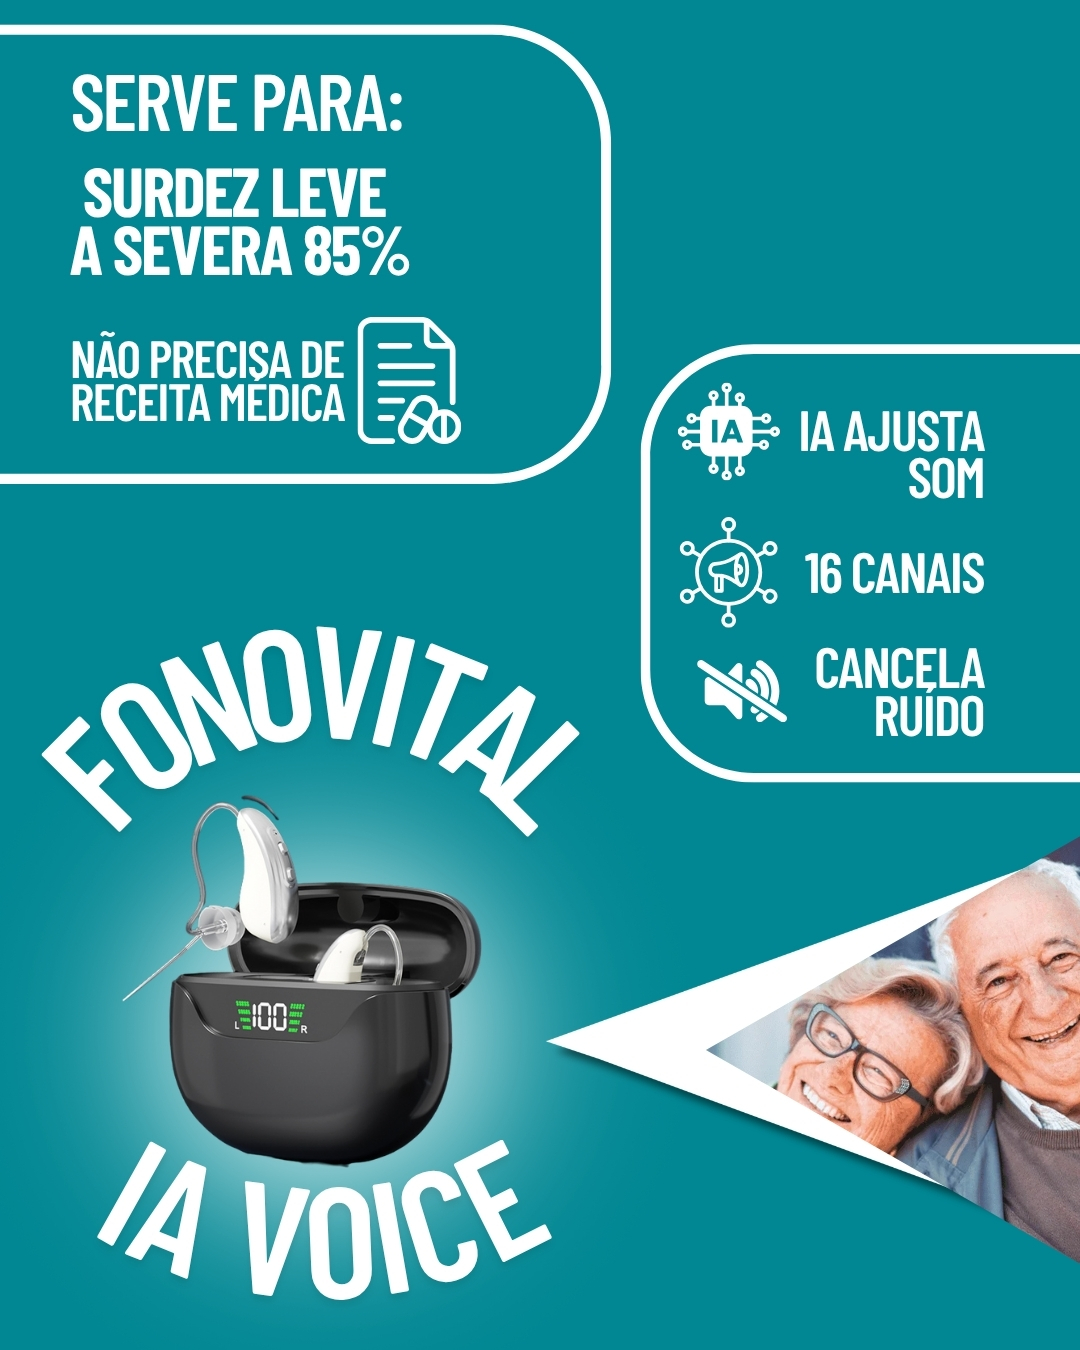 SERVE PARA:
SURDEZ LEVE
A SEVERA 85%
NÃO PRECISA DE
RECEITA MÉDICA
IA
IA AJUSTA
SOM
16 CANAIS
CANCELA
RUÍDO
FONOVITAL
L 100 R
IA VOICE